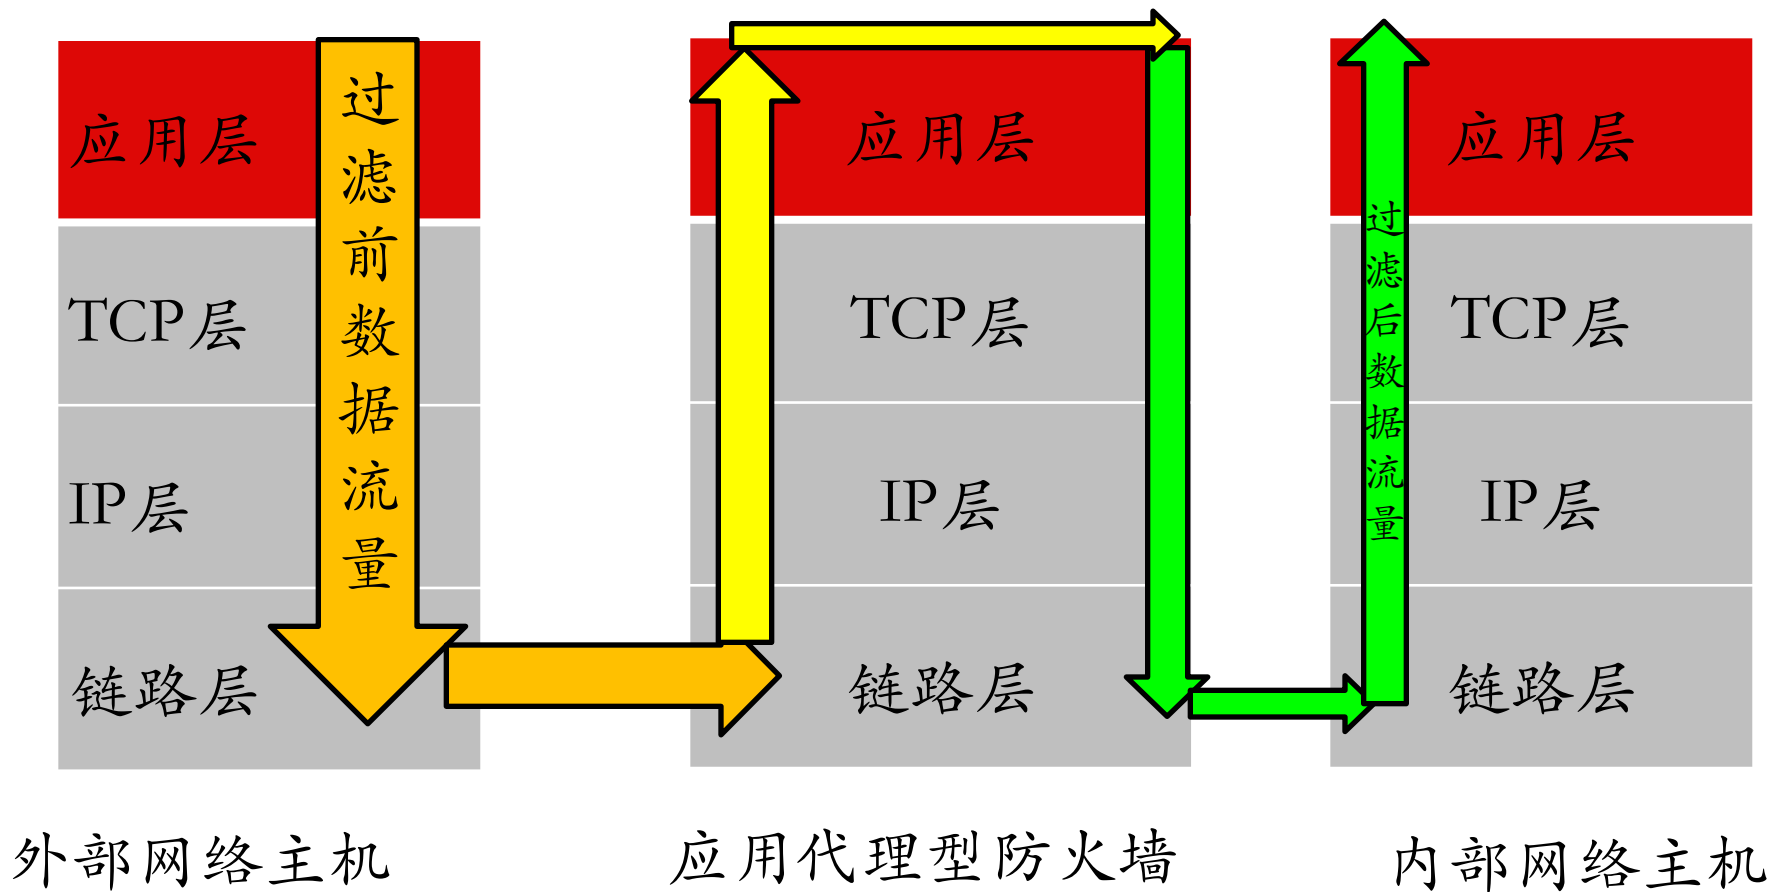 应用层
TCP层
IP层
链路层
过滤前数据流量
外部网络主机
应用层
TCP层
IP层
链路层
应用代理型防火墙
应用层
TCP层
IP层
链路层
过滤后数据流量
内部网络主机